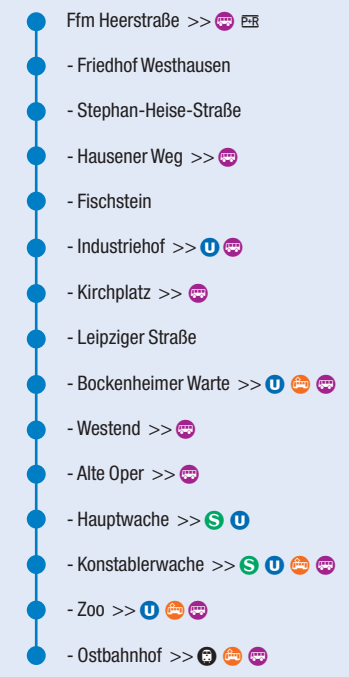 Ffm Heerstraße >> P+R
- Friedhof Westhausen
- Stephan-Heise-Straße
- Hausener Weg >>
- Fischstein
- Industriehof >> U
- Kirchplatz >>
- Leipziger Straße
- Bockenheimer Warte >> U
- Westend >>
- Alte Oper >>
- Hauptwache >> S U
- Konstablerwache >> S U
- Zoo >> U
- Ostbahnhof >>